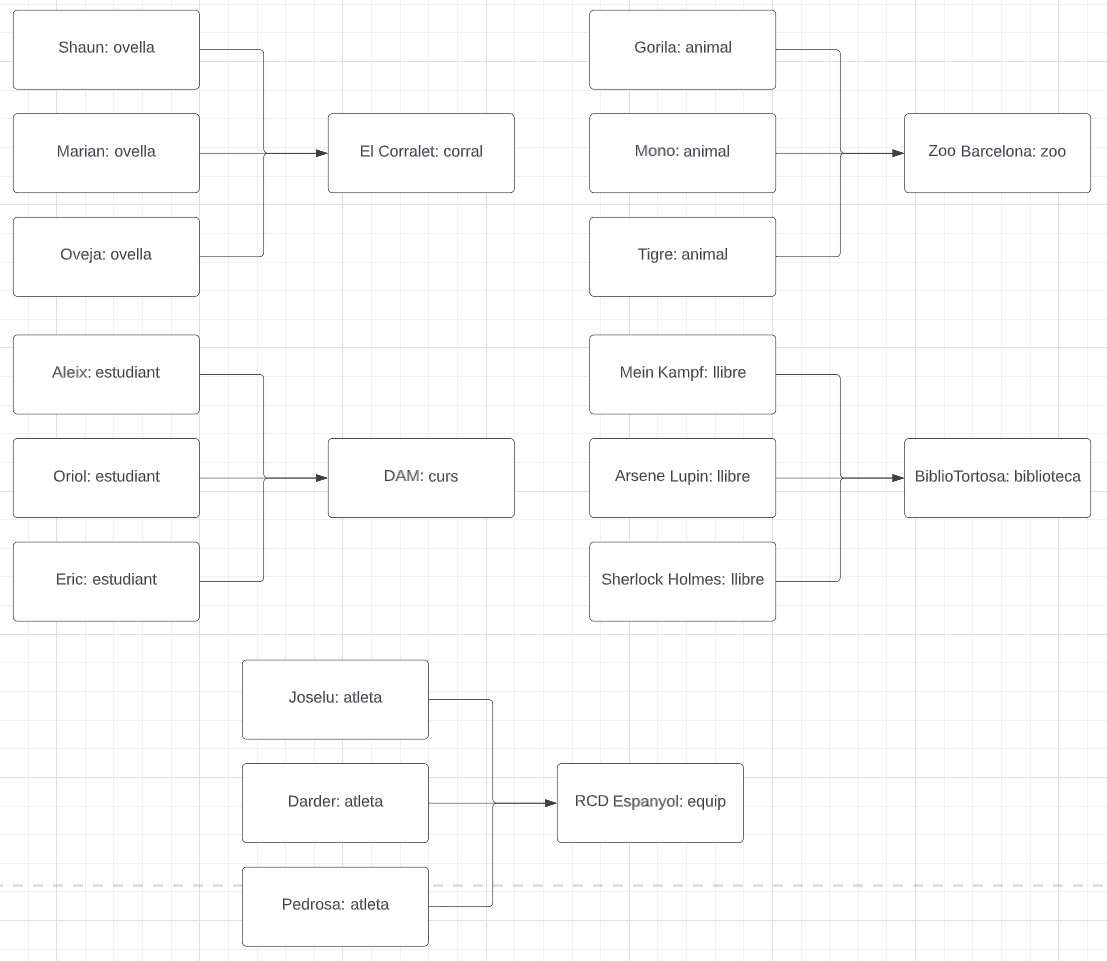 Shaun: ovella
Marian: ovella
Oveja: ovella
El Corralet: corral
Gorila: animal
Mono: animal
Tigre: animal
Zoo Barcelona: zoo
Aleix: estudiant
Oriol: estudiant
Eric: estudiant
DAM: curs
Mein Kampf: llibre
Arsene Lupin: llibre
Sherlock Holmes: llibre
BiblioTortosa: biblioteca
Joselu: atleta
Darder: atleta
Pedrosa: atleta
RCD Espanyol: equip